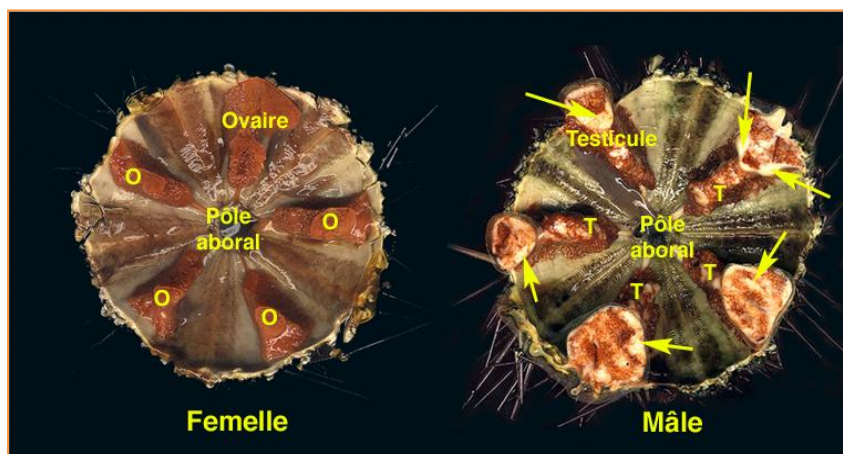 Ovaire
O
O
Pôle
aboral
O
O
Femelle
Testicule
T
T
Pôle
aboral
T
T
Mâle